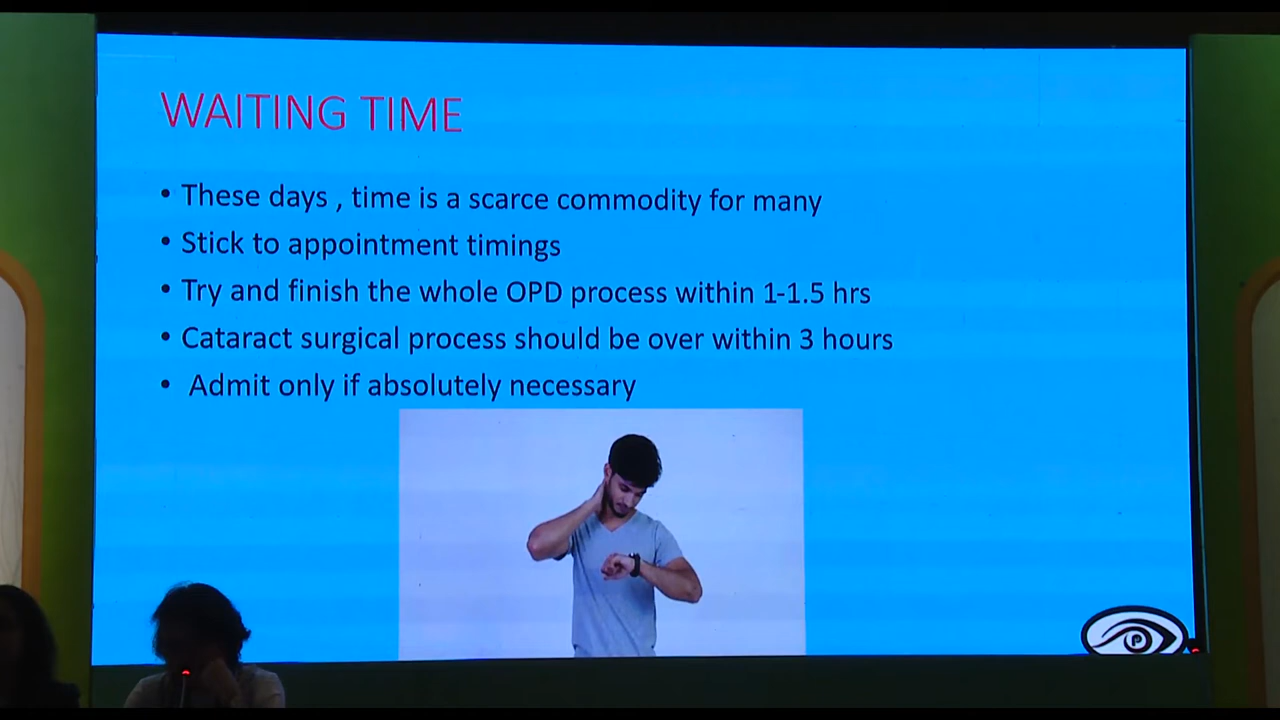 WAITING TIME
• These days , time is a scarce commodity for many
• Stick to appointment timings
• Try and finish the whole OPD process within 1-1.5 hrs
• Cataract surgical process should be over within 3 hours
• Admit only if absolutely necessary
P